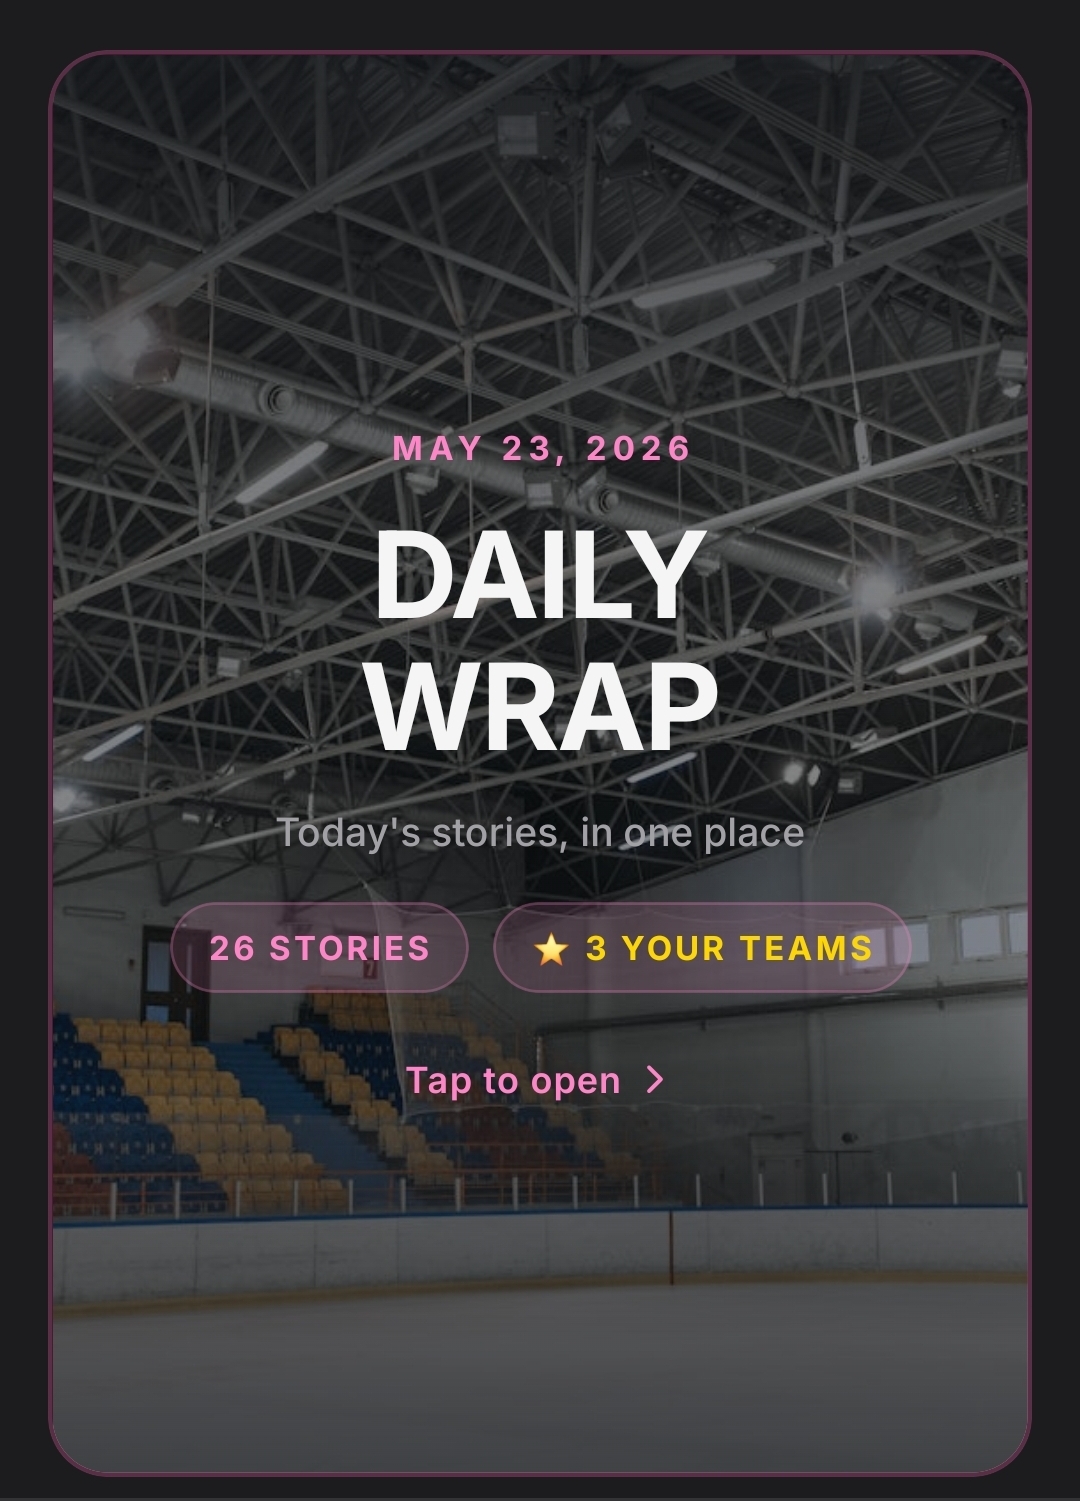 MAY 23, 2026
DAILY
WRAP
Today's stories, in one place
26 STORIES
⭐ 3 YOUR TEAMS
Tap to open >